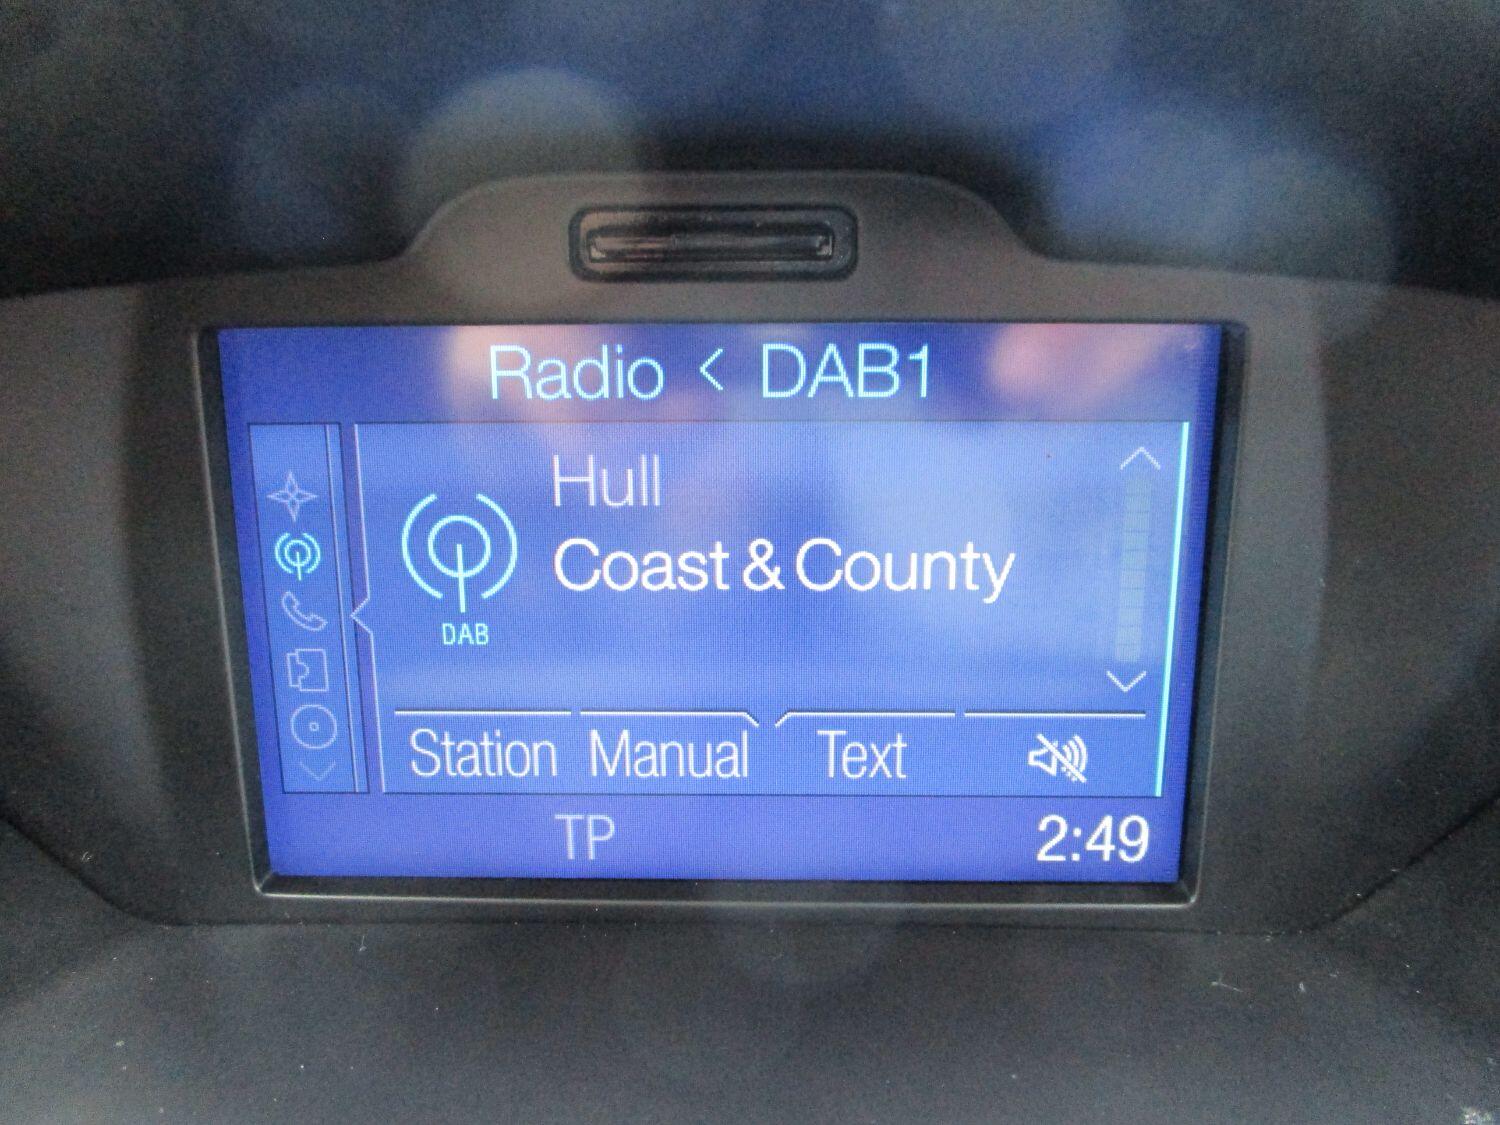 Radio < DAB1
Hull
Coast & County
DAB
Station Manual Text
TP 2:49